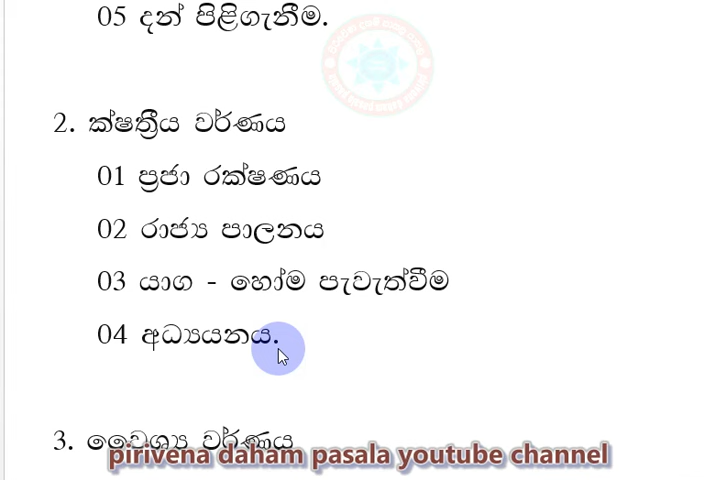 05 දන් පිළිගැනීම.
2. ක්ෂත්‍රීය වර්ණය
01 ප්‍රජා රක්ෂණය
02 රාජ්‍ය පාලනය
03 යාග - හෝම පැවැත්වීම
04 අධ්‍යයනය.
3. වෛශ්‍ය වර්ණය
pirivena daham pasala youtube channel